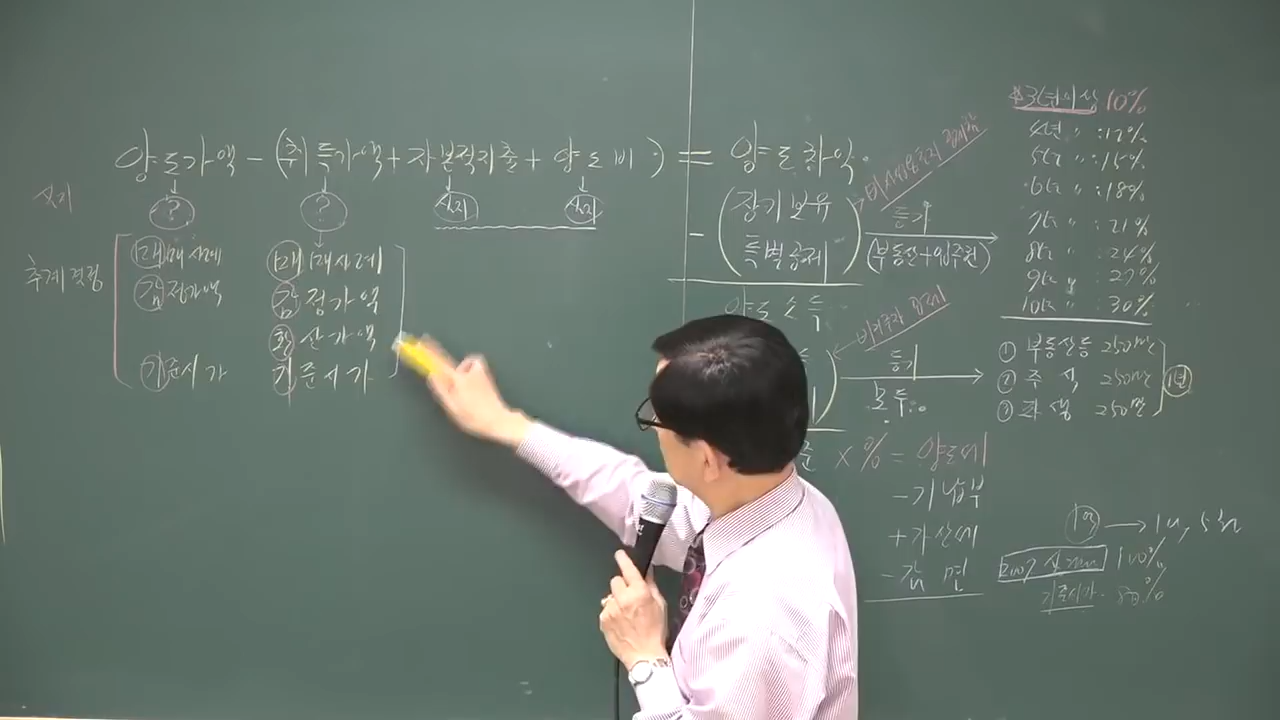 양도가액 - (취득가액 + 자본적지출 + 양도비) = 양도차익
실지 ? ? 실지 실지
추계결정
매매사례 매매사례
감정가액 감정가액
환산가액
기준시가 기준시가
- (장기보유
특별공제)
등기
(부동산+입주권)
양도소득
등기
모두
X % = 양도세
- 기납부
+ 가산세
- 감면
3년이상 10%
4년 〃 : 12%
5년 〃 : 15%
6년 〃 : 18%
7년 〃 : 21%
8년 〃 : 24%
9년 〃 : 27%
10년 〃 : 30%
① 부동산등 250만
② 주식 250만
③ 파생 250만
1년
1억 →
100%
기준시가 80%